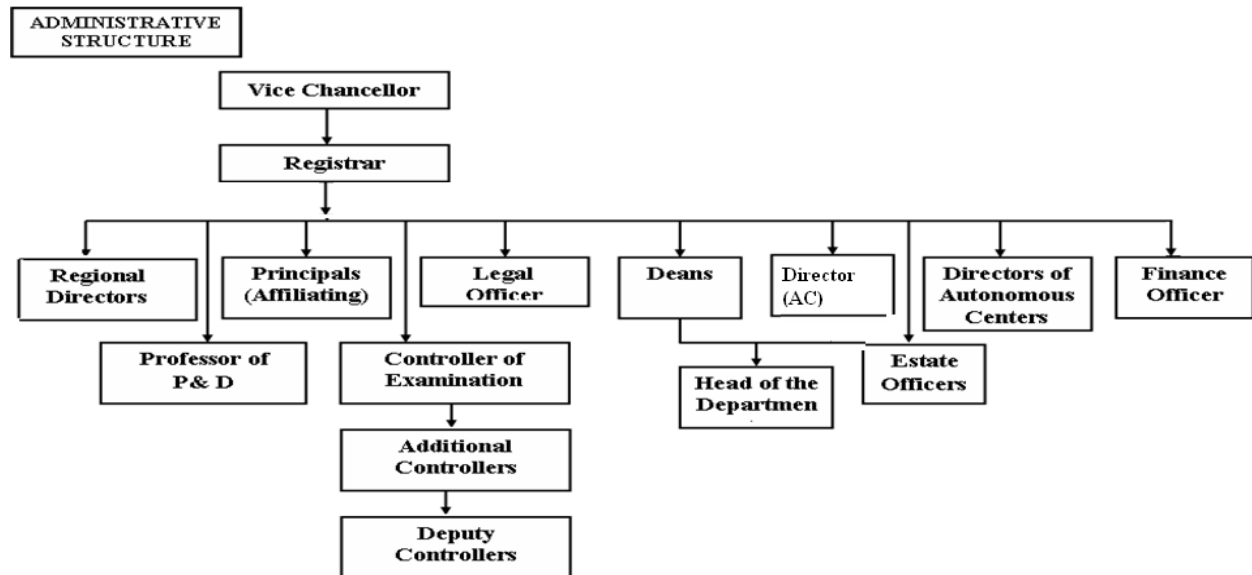 ADMINISTRATIVE
STRUCTURE
Vice Chancellor
Registrar
Regional
Directors
Principals
(Affiliating)
Legal
Officer
Deans
Director
(AC)
Directors of
Autonomous
Centers
Finance
Officer
Professor of
P& D
Controller of
Examination
Head of the
Departmen
Estate
Officers
Additional
Controllers
Deputy
Controllers